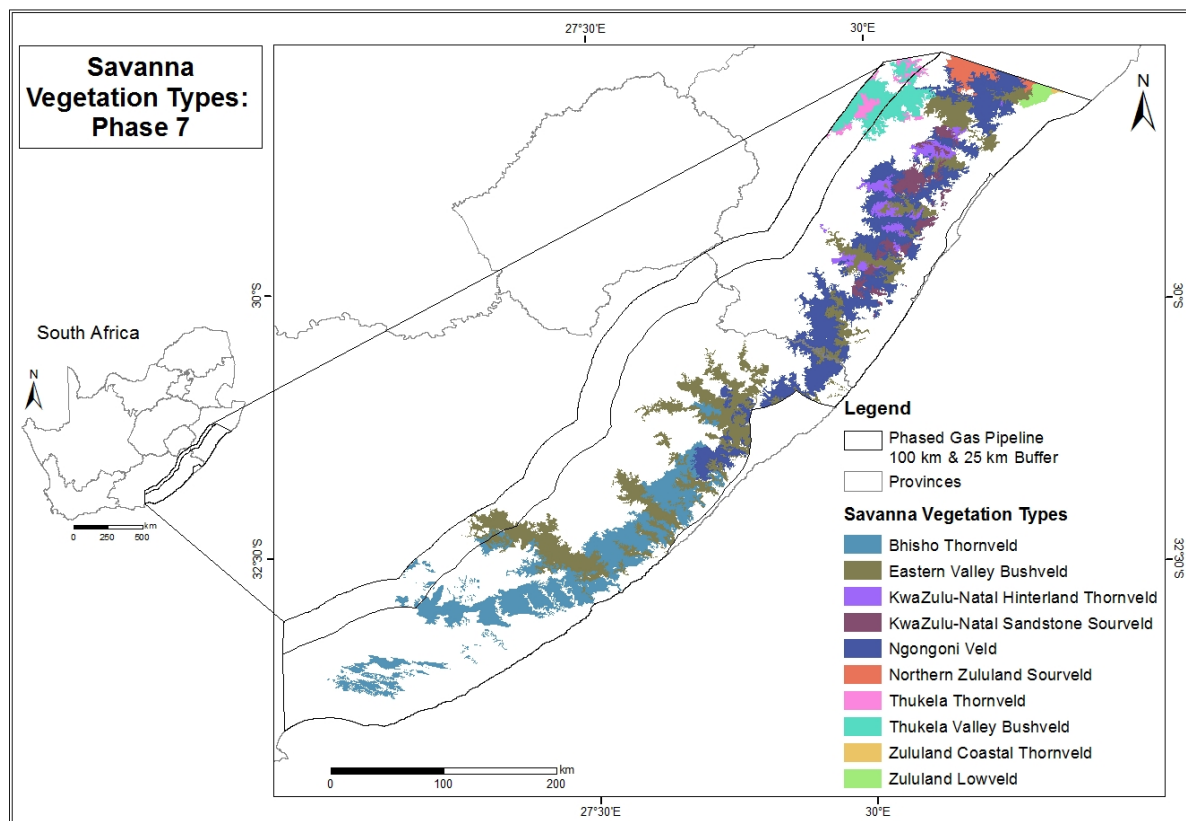 Savanna
Vegetation Types:
Phase 7
27°30'E
30°E
N
30°S
30°S
South Africa
N
0 250 500 km
32°30'S
32°30'S
Legend
Phased Gas Pipeline
100 km & 25 km Buffer
Provinces
Savanna Vegetation Types
Bhisho Thornveld
Eastern Valley Bushveld
KwaZulu-Natal Hinterland Thornveld
KwaZulu-Natal Sandstone Sourveld
Ngongoni Veld
Northern Zululand Sourveld
Thukela Thornveld
Thukela Valley Bushveld
Zululand Coastal Thornveld
Zululand Lowveld
km
0 100 200
27°30'E
30°E